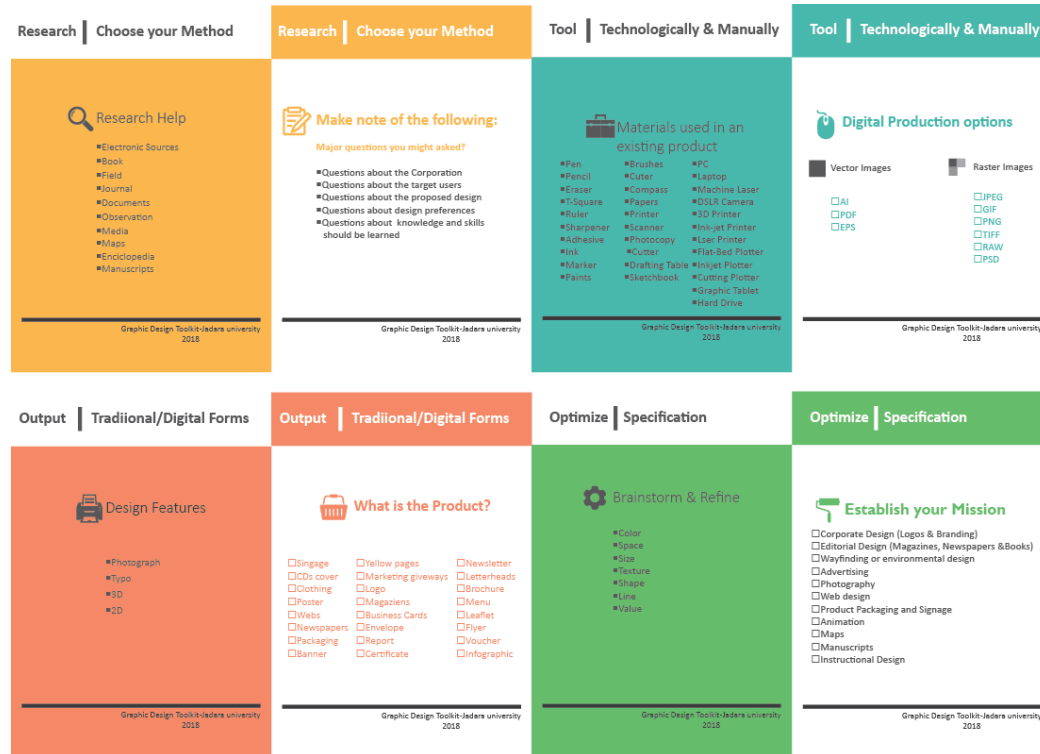 Research | Choose your Method
Research Help
▪Electronic Sources
▪Book
▪Field
▪Journal
▪Documents
▪Observation
▪Media
▪Maps
▪Enciclopedia
▪Manuscripts
Graphic Design Toolkit-Jadara university
2018
Research | Choose your Method
Make note of the following:
Major questions you might asked?
▪Questions about the Corporation
▪Questions about the target users
▪Questions about the proposed design
▪Questions about design preferences
▪Questions about  knowledge and skills
should be learned
Graphic Design Toolkit-Jadara university
2018
Tool | Technologically & Manually
Materials used in an
existing product
▪Pen
▪Pencil
▪Eraser
▪T-Square
▪Ruler
▪Sharpener
▪Adhesive
▪Ink
▪Marker
▪Paints
▪Brushes
▪Cuter
▪Compass
▪Papers
▪Printer
▪Scanner
▪Photocopy
▪Cutter
▪Drafting Table
▪Sketchbook
▪PC
▪Laptop
▪Machine Laser
▪DSLR Camera
▪3D Printer
▪Ink-jet Printer
▪Lser Printer
▪Flat-Bed Plotter
▪Inkjet Plotter
▪Cutting Plotter
▪Graphic Tablet
▪Hard Drive
Graphic Design Toolkit-Jadara university
2018
Tool | Technologically & Manually
Digital Production options
Vector Images
☐AI
☐PDF
☐EPS
Raster Images
☐JPEG
☐GIF
☐PNG
☐TIFF
☐RAW
☐PSD
Graphic Design Toolkit-Jadara university
2018
Output | Tradiional/Digital Forms
Design Features
▪Photograph
▪Typo
▪3D
▪2D
Graphic Design Toolkit-Jadara university
2018
Output | Tradiional/Digital Forms
What is the Product?
☐Singage
☐CDs cover
☐Clothing
☐Poster
☐Webs
☐Newspapers
☐Packaging
☐Banner
☐Yellow pages
☐Marketing giveways
☐Logo
☐Magaziens
☐Business Cards
☐Envelope
☐Report
☐Certificate
☐Newsletter
☐Letterheads
☐Brochure
☐Menu
☐Leaflet
☐Flyer
☐Voucher
☐Infographic
Graphic Design Toolkit-Jadara university
2018
Optimize | Specification
Brainstorm & Refine
▪Color
▪Space
▪Size
▪Texture
▪Shape
▪Line
▪Value
Graphic Design Toolkit-Jadara university
2018
Optimize | Specification
Establish your Mission
☐Corporate Design (Logos & Branding)
☐Editorial Design (Magazines, Newspapers &Books)
☐Wayfinding or environmental design
☐Advertising
☐Photography
☐Web design
☐Product Packaging and Signage
☐Animation
☐Maps
☐Manuscripts
☐Instructional Design
Graphic Design Toolkit-Jadara university
2018